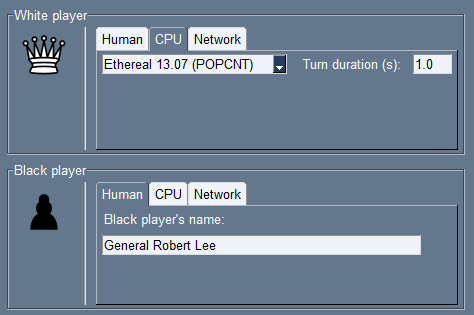 White player
Human CPU Network
Ethereal 13.07 (POPCNT) Turn duration (s): 1.0
Black player
Human CPU Network
Black player's name:
General Robert Lee